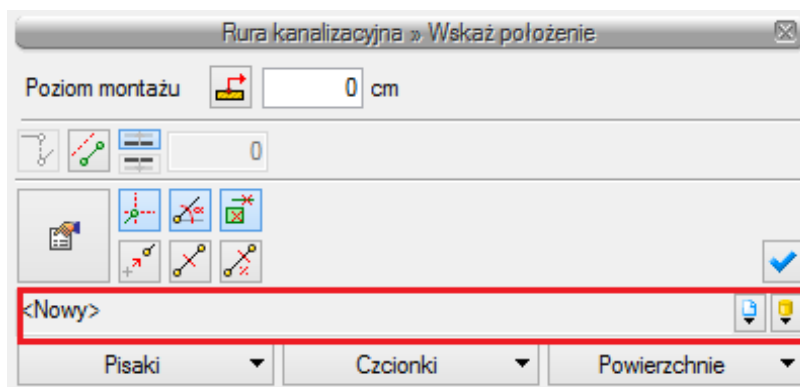 Rura kanalizacyjna » Wskaż położenie
Poziom montażu 0 cm
0
<Nowy>
Pisaki Czcionki Powierzchnie